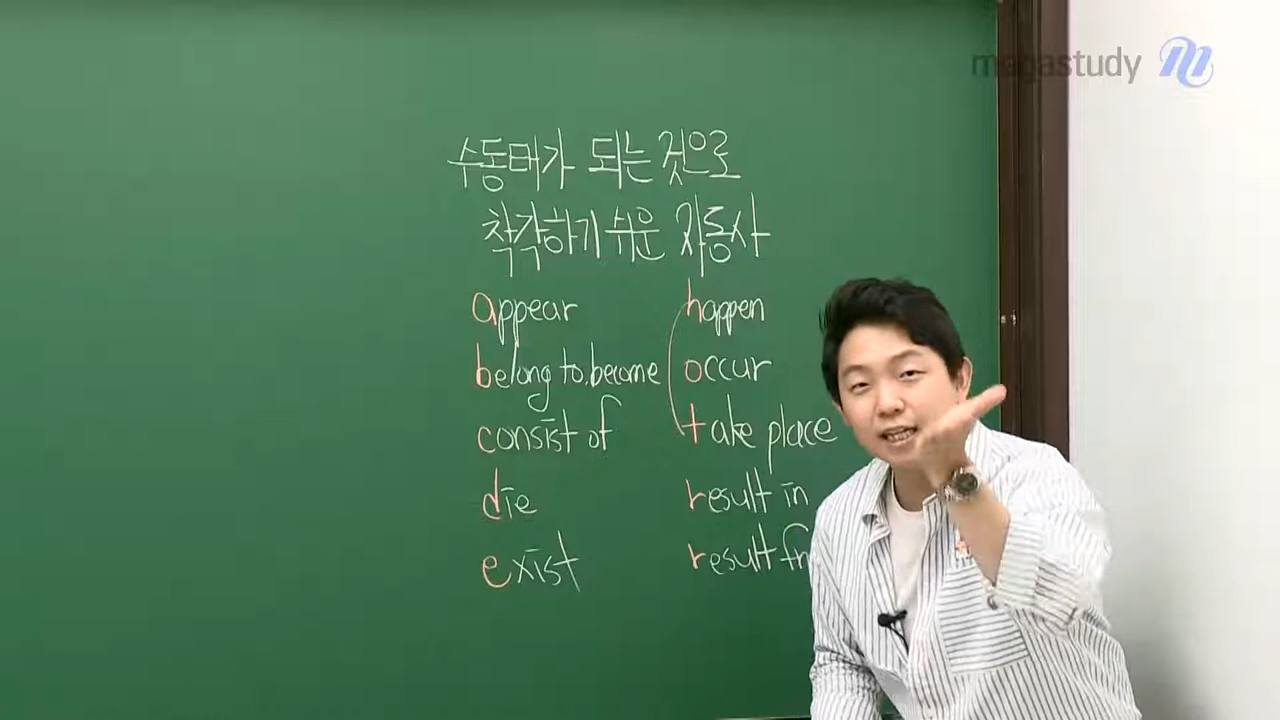 megastudy
수동태가 되는 것으로
착각하기 쉬운 자동사
appear
belong to, become
consist of
die
exist
happen
occur
take place
result in
result